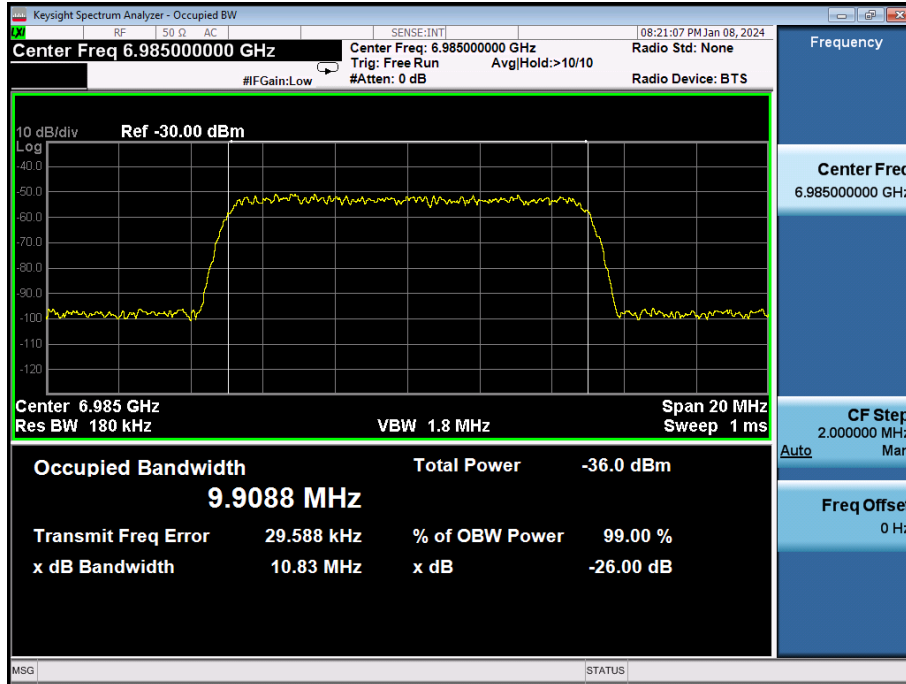 Keysight Spectrum Analyzer - Occupied BW
LXI RF 50 Ω AC SENSE:INT 08:21:07 PM Jan 08, 2024
Center Freq 6.985000000 GHz
Center Freq: 6.985000000 GHz Radio Std: None
Trig: Free Run Avg|Hold:>10/10
#IFGain:Low #Atten: 0 dB Radio Device: BTS
10 dB/div Ref -30.00 dBm
Log
-40.0
-50.0
-60.0
-70.0
-80.0
-90.0
-100
-110
-120
Center 6.985 GHz Span 20 MHz
Res BW 180 kHz VBW 1.8 MHz Sweep 1 ms
Occupied Bandwidth Total Power -36.0 dBm
9.9088 MHz
Transmit Freq Error 29.588 kHz % of OBW Power 99.00 %
x dB Bandwidth 10.83 MHz x dB -26.00 dB
Frequency
Center Freq
6.985000000 GHz
CF Step
2.000000 MHz
Auto Man
Freq Offset
0 Hz
MSG STATUS